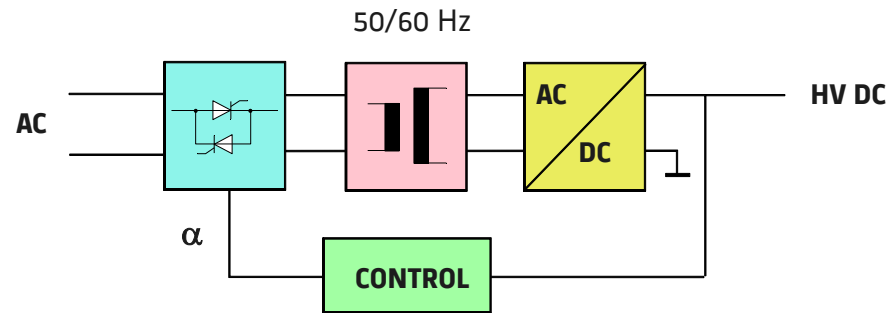 50/60 Hz
AC
AC
DC
HV DC
α
CONTROL